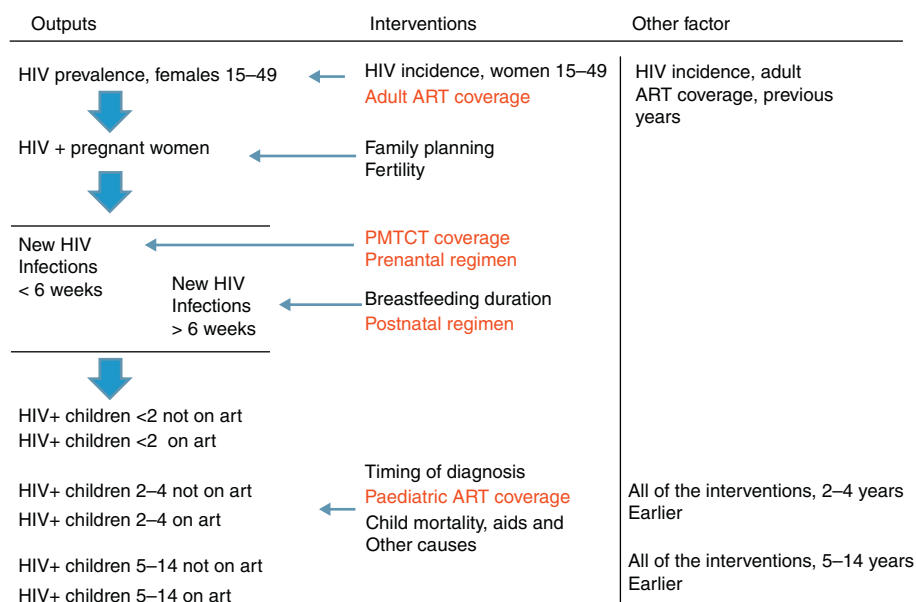 Outputs
Interventions
Other factor
HIV prevalence, females 15–49
HIV incidence, women 15–49
Adult ART coverage
HIV incidence, adult
ART coverage, previous
years
HIV + pregnant women
Family planning
Fertility
New HIV
Infections
< 6 weeks
PMTCT coverage
Prenantal regimen
New HIV
Infections
> 6 weeks
Breastfeeding duration
Postnatal regimen
HIV+ children <2 not on art
HIV+ children <2 on art
HIV+ children 2–4 not on art
HIV+ children 2–4 on art
Timing of diagnosis
Paediatric ART coverage
Child mortality, aids and
Other causes
All of the interventions, 2–4 years
Earlier
HIV+ children 5–14 not on art
HIV+ children 5–14 on art
All of the interventions, 5–14 years
Earlier